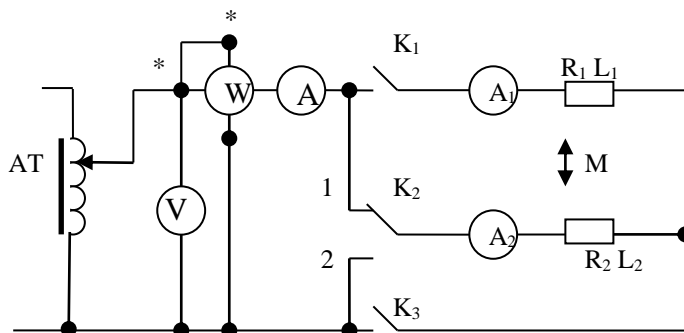 *
*
K₁
R₁ L₁
W
A
A₁
AT
M
1
K₂
V
A₂
2
R₂ L₂
K₃